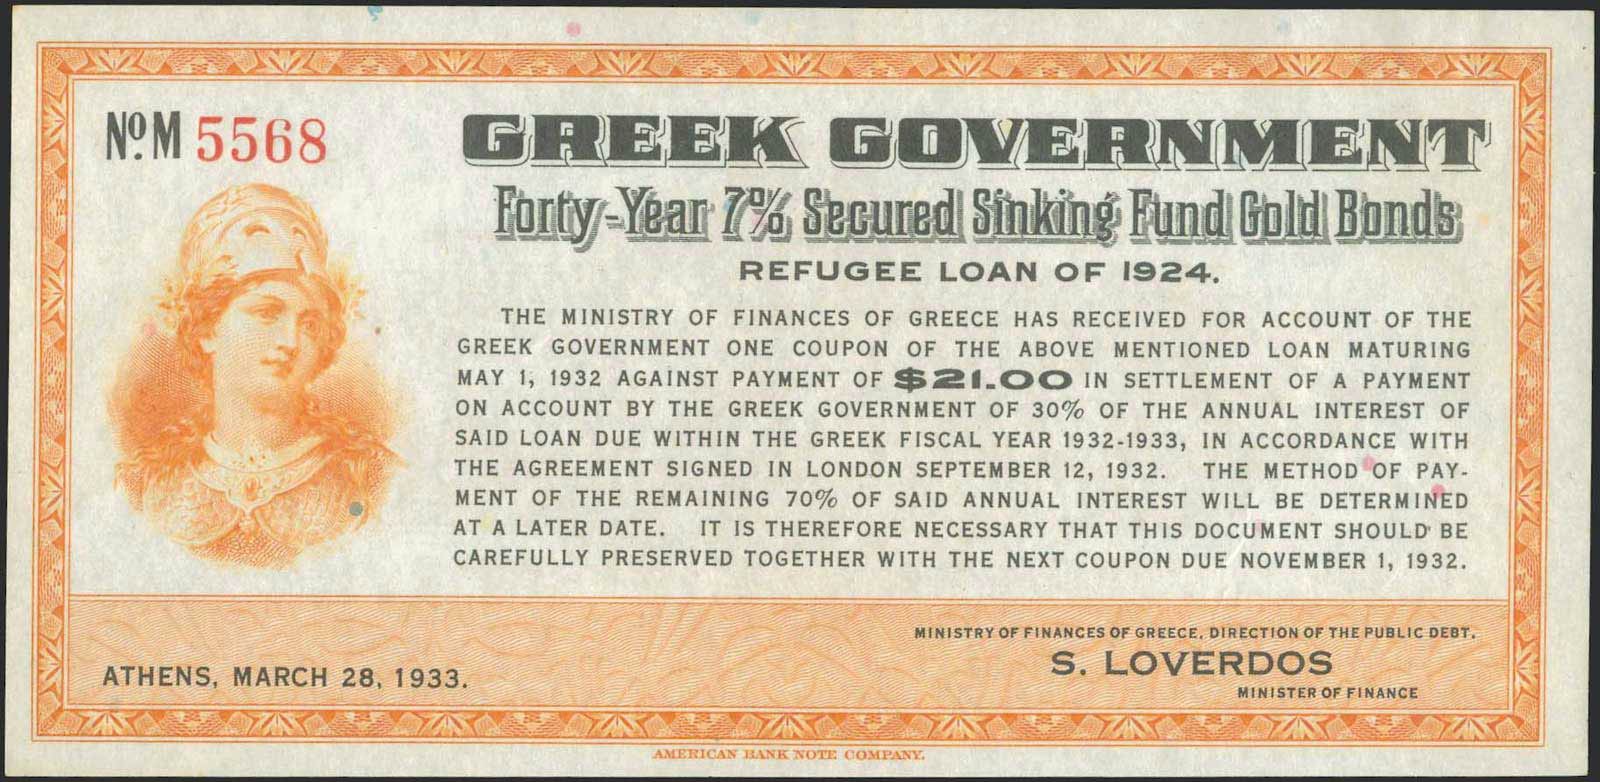 No. M 5568
GREEK GOVERNMENT
Forty-Year 7% Secured Sinking Fund Gold Bonds
REFUGEE LOAN OF 1924.
THE MINISTRY OF FINANCES OF GREECE HAS RECEIVED FOR ACCOUNT OF THE
GREEK GOVERNMENT ONE COUPON OF THE ABOVE MENTIONED LOAN MATURING
MAY 1, 1932 AGAINST PAYMENT OF $21.00 IN SETTLEMENT OF A PAYMENT
ON ACCOUNT BY THE GREEK GOVERNMENT OF 30% OF THE ANNUAL INTEREST OF
SAID LOAN DUE WITHIN THE GREEK FISCAL YEAR 1932-1933, IN ACCORDANCE WITH
THE AGREEMENT SIGNED IN LONDON SEPTEMBER 12, 1932. THE METHOD OF PAY-
MENT OF THE REMAINING 70% OF SAID ANNUAL INTEREST WILL BE DETERMINED
AT A LATER DATE. IT IS THEREFORE NECESSARY THAT THIS DOCUMENT SHOULD BE
CAREFULLY PRESERVED TOGETHER WITH THE NEXT COUPON DUE NOVEMBER 1, 1932.
MINISTRY OF FINANCES OF GREECE, DIRECTION OF THE PUBLIC DEBT,
S. LOVERDOS
MINISTER OF FINANCE
ATHENS, MARCH 28, 1933.
AMERICAN BANK NOTE COMPANY.